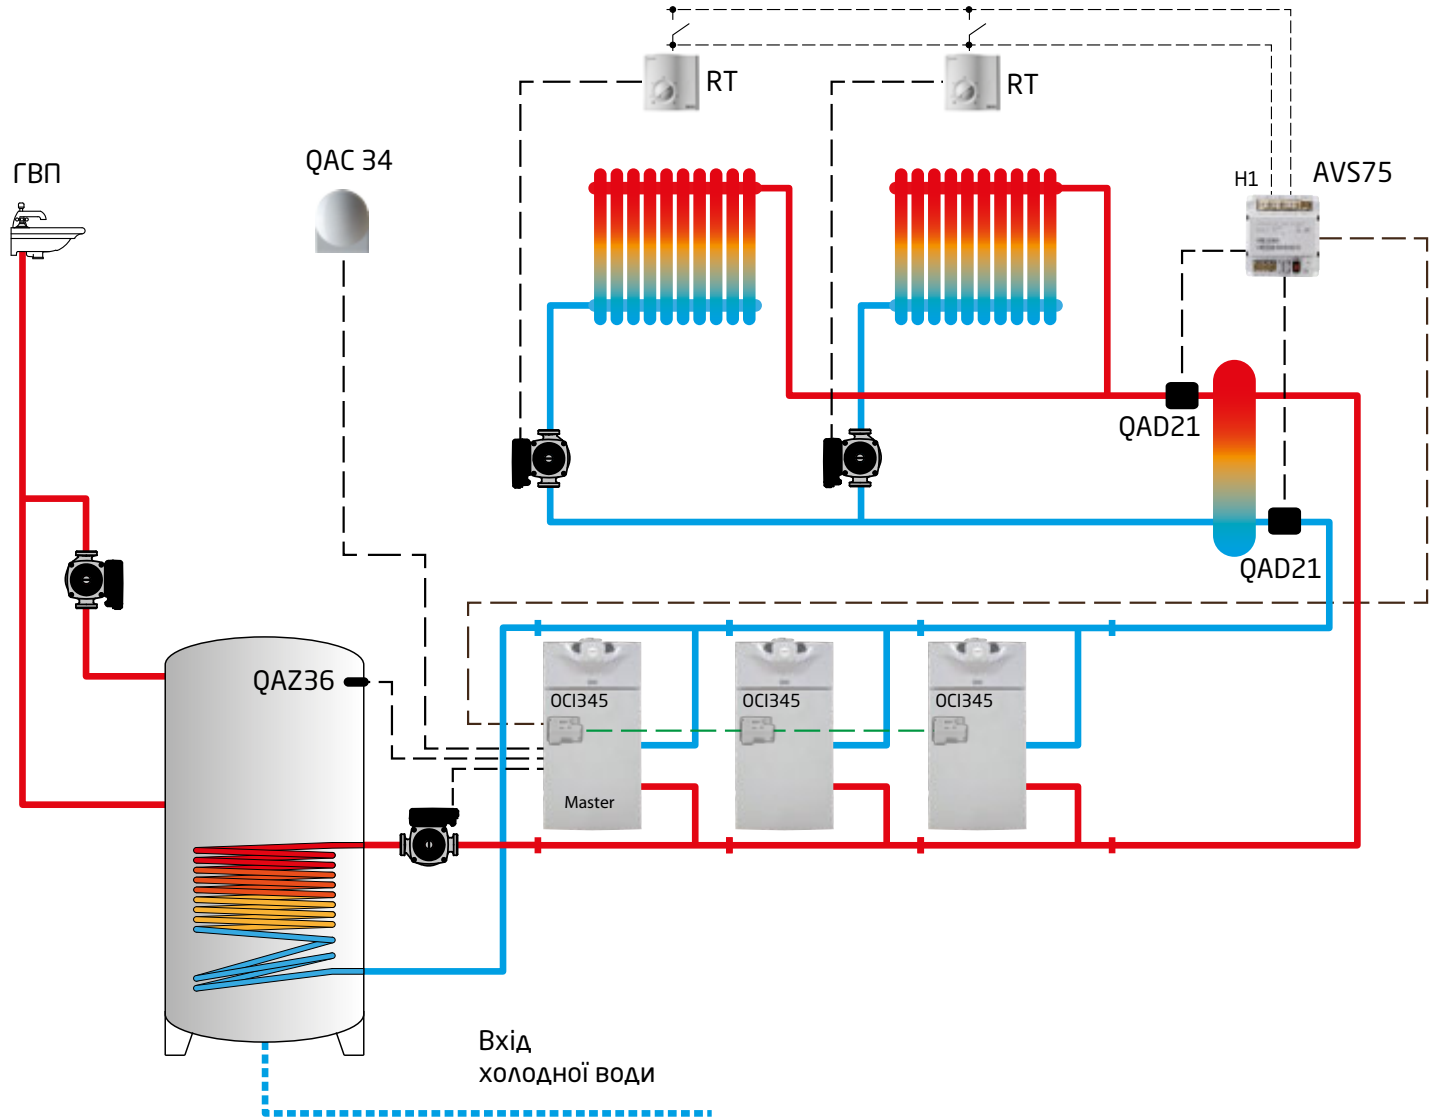 RT
RT
ГВП
QAC 34
H1
AVS75
QAD21
QAD21
QAZ36
OCI345
OCI345
OCI345
Master
Вхід
холодної води